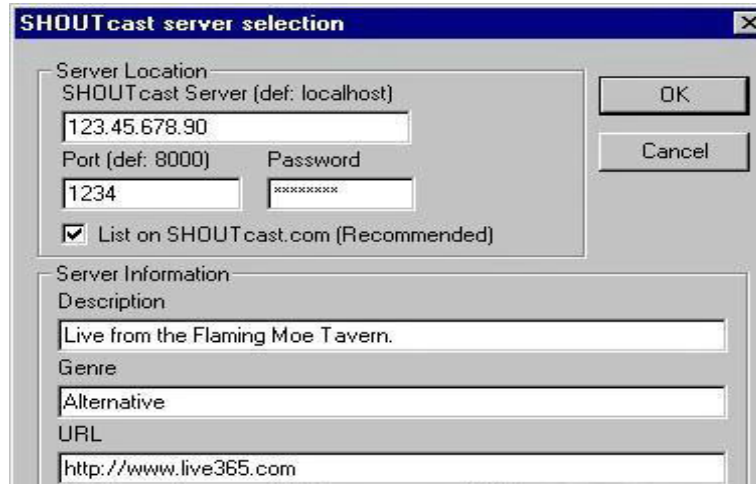 SHOUTcast server selection
Server Location
SHOUTcast Server (def: localhost)
OK
123.45.678.90
Cancel
Port (def: 8000) Password
1234 ********
List on SHOUTcast.com (Recommended)
Server Information
Description
Live from the Flaming Moe Tavern.
Genre
Alternative
URL
http://www.live365.com